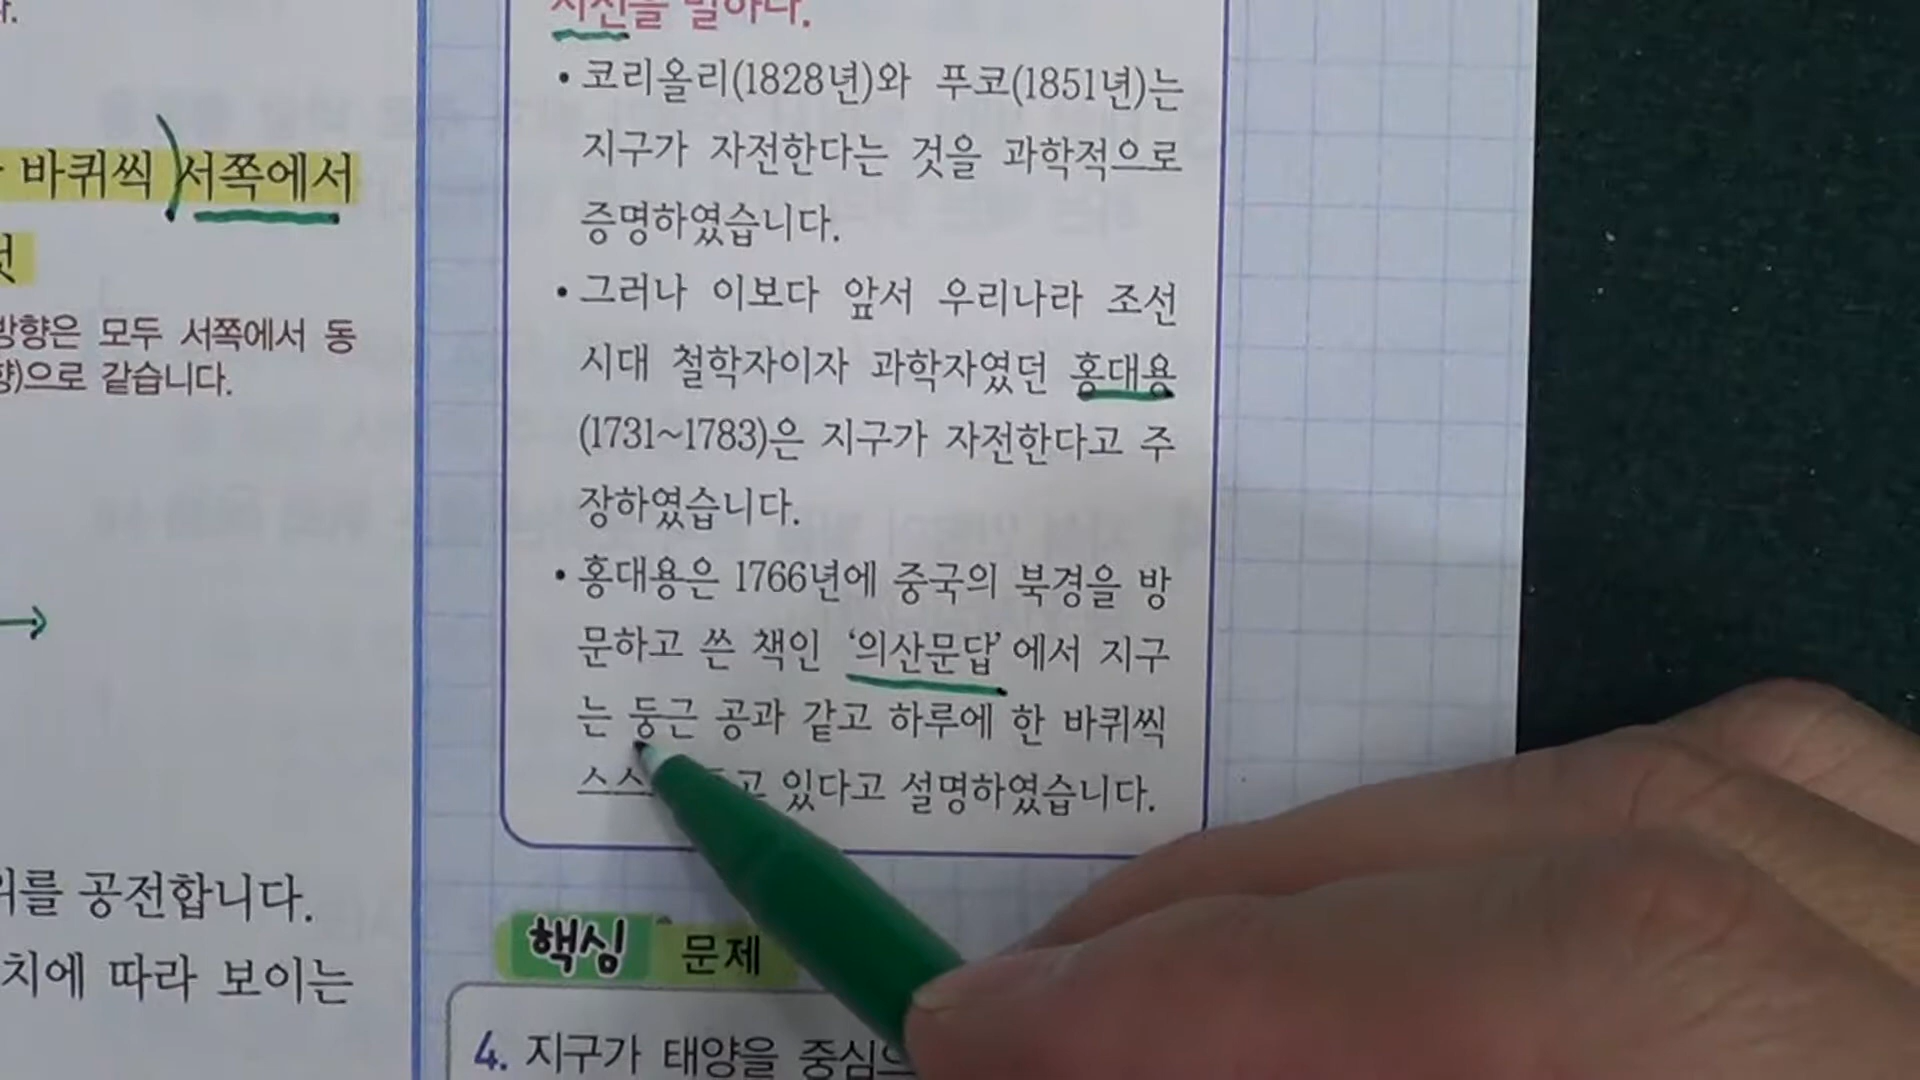 바퀴씩 서쪽에서
방향은 모두 서쪽에서 동
향)으로 같습니다.
위를 공전합니다.
치에 따라 보이는
자전을 말하다.
• 코리올리(1828년)와 푸코(1851년)는
지구가 자전한다는 것을 과학적으로
증명하였습니다.
• 그러나 이보다 앞서 우리나라 조선
시대 철학자이자 과학자였던 홍대용
(1731~1783)은 지구가 자전한다고 주
장하였습니다.
• 홍대용은 1766년에 중국의 북경을 방
문하고 쓴 책인 ‘의산문답’에서 지구
는 둥근 공과 같고 하루에 한 바퀴씩
있다고 설명하였습니다.
핵심 문제
4. 지구가 태양을 중심으